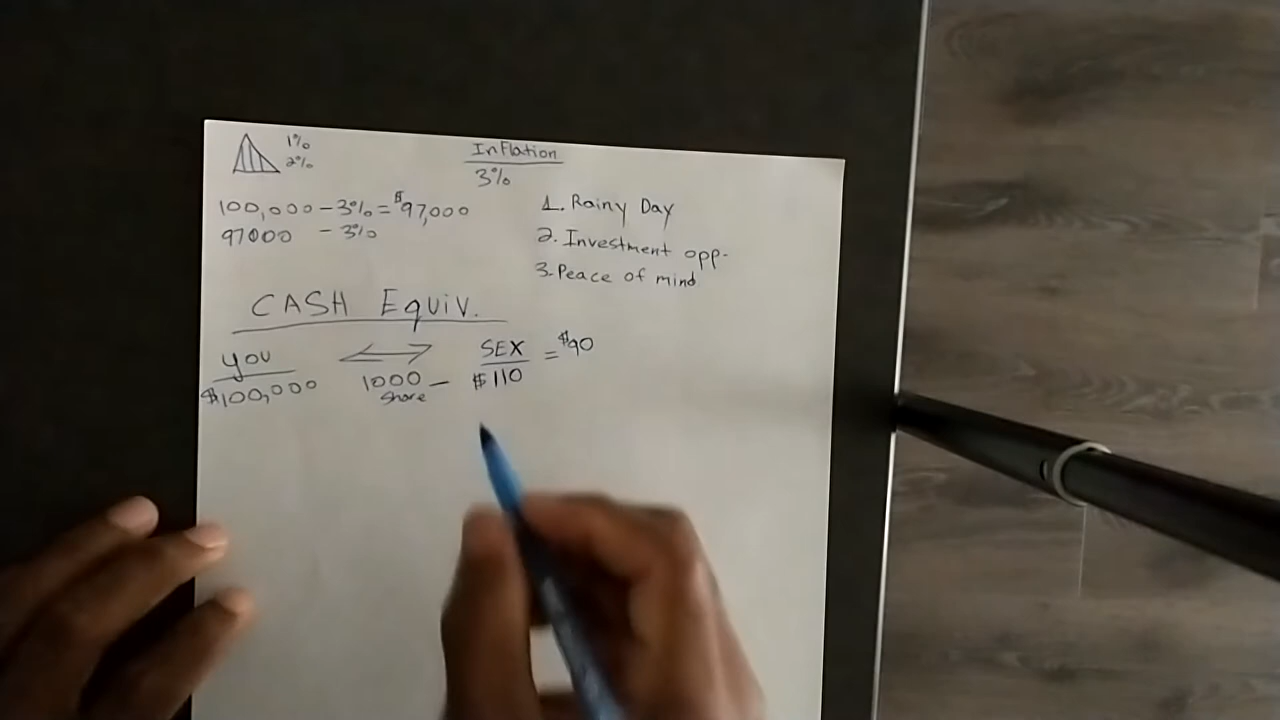 1%
2%
Inflation
3%
100,000 - 3% = $97,000
97000 - 3%
1. Rainy Day
2. Investment opp-
3. Peace of mind
CASH Equiv.
you
$100,000
1000 -
share
SEX
$110
= $90